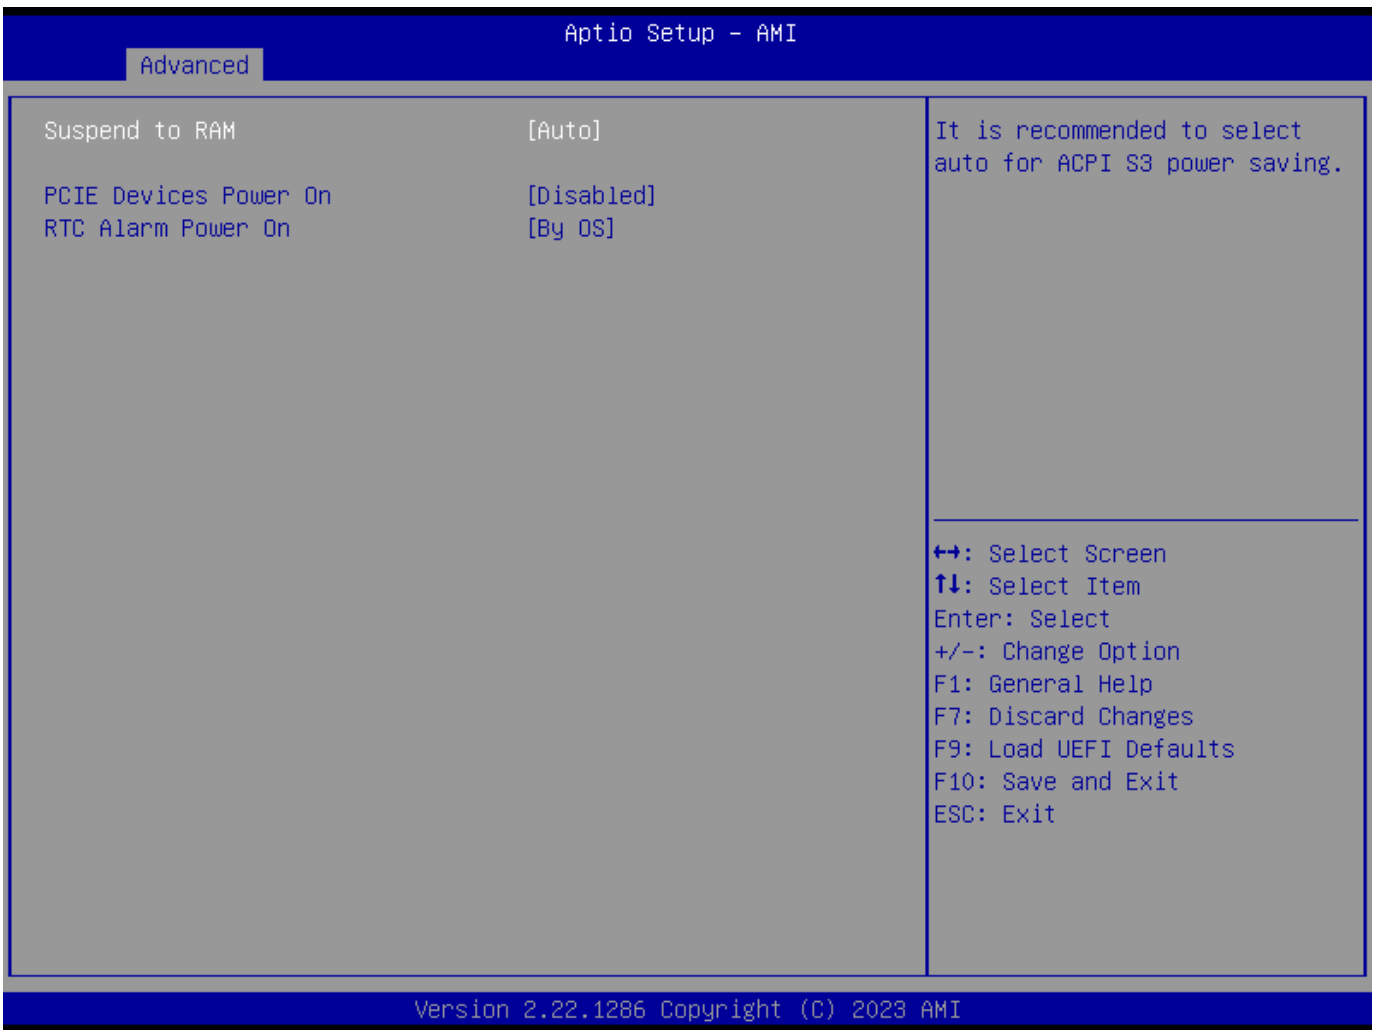 Aptio Setup – AMI
Advanced
Suspend to RAM [Auto]
PCIE Devices Power On [Disabled]
RTC Alarm Power On [By OS]
It is recommended to select
auto for ACPI S3 power saving.
←→: Select Screen
↑↓: Select Item
Enter: Select
+/-: Change Option
F1: General Help
F7: Discard Changes
F9: Load UEFI Defaults
F10: Save and Exit
ESC: Exit
Version 2.22.1286 Copyright (C) 2023 AMI